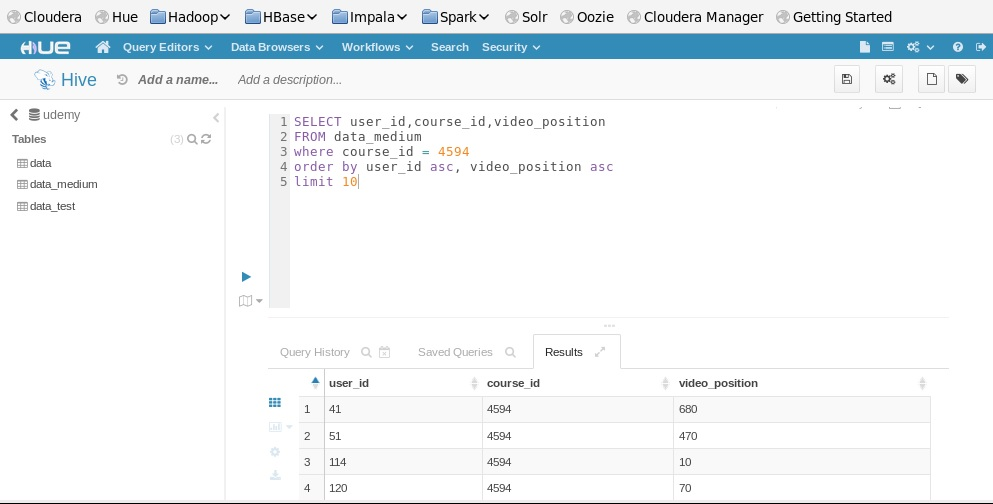 Cloudera Hue Hadoop HBase Impala Spark Solr Oozie Cloudera Manager Getting Started
HUE Query Editors Data Browsers Workflows Search Security
Hive Add a name... Add a description...
udemy
Tables (3)
data
data_medium
data_test
1 SELECT user_id,course_id,video_position
2 FROM data_medium
3 where course_id = 4594
4 order by user_id asc, video_position asc
5 limit 10
Query History Saved Queries Results
user_id course_id video_position
1 41 4594 680
2 51 4594 470
3 114 4594 10
4 120 4594 70